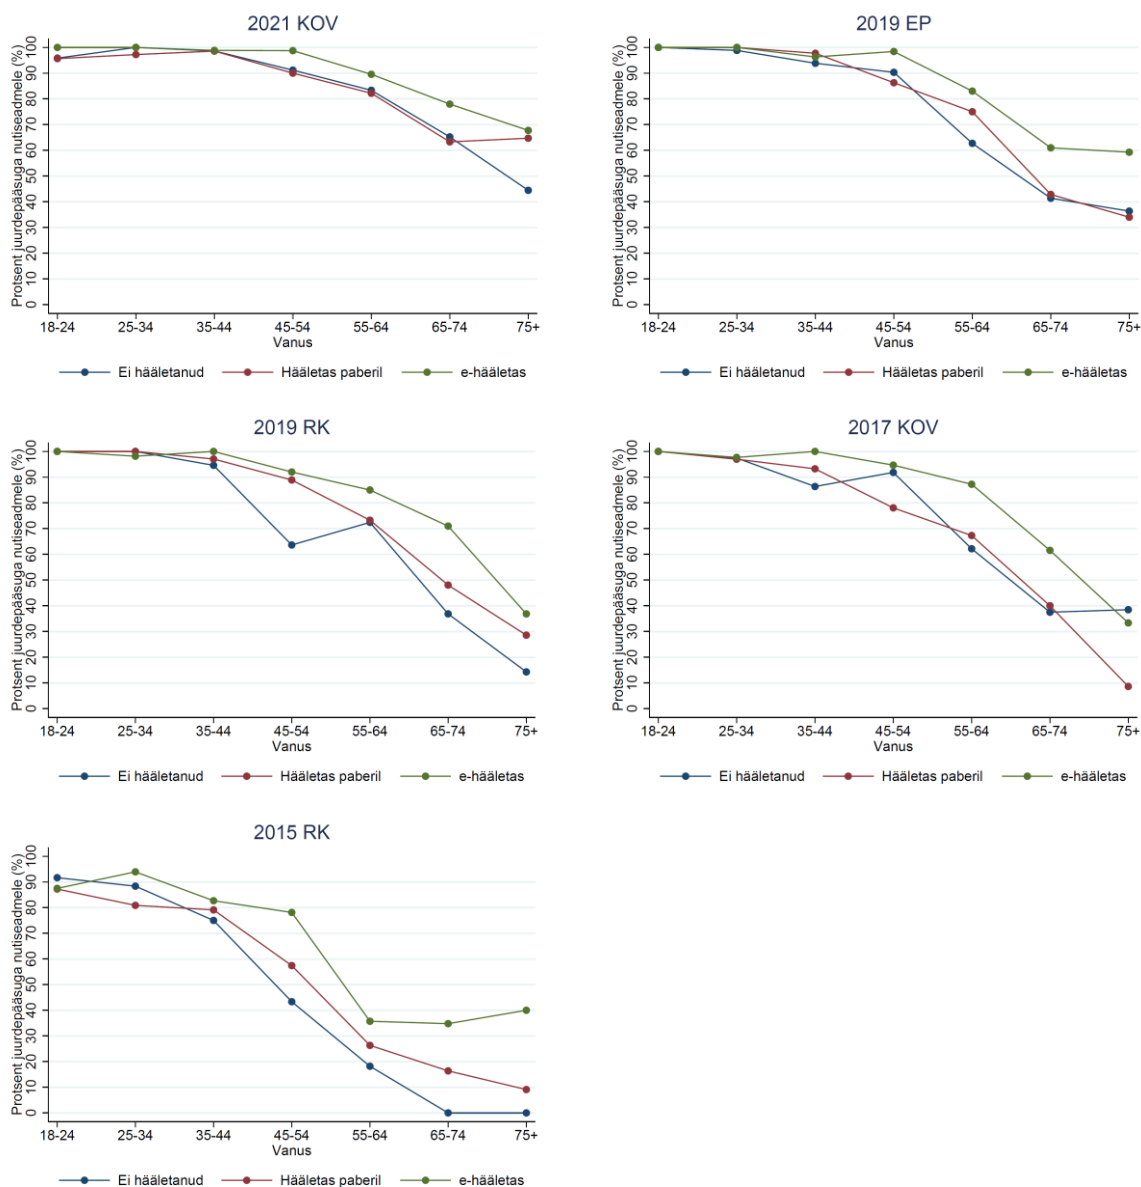 2021 KOV
Protsent juurdepääsuga nutiseadmele (%)
0 10 20 30 40 50 60 70 80 90 100
18-24 25-34 35-44 45-54 55-64 65-74 75+
Vanus
Ei hääletanud Hääletas paberil e-hääletas
2019 EP
Protsent juurdepääsuga nutiseadmele (%)
0 10 20 30 40 50 60 70 80 90 100
18-24 25-34 35-44 45-54 55-64 65-74 75+
Vanus
Ei hääletanud Hääletas paberil e-hääletas
2019 RK
Protsent juurdepääsuga nutiseadmele (%)
0 10 20 30 40 50 60 70 80 90 100
18-24 25-34 35-44 45-54 55-64 65-74 75+
Vanus
Ei hääletanud Hääletas paberil e-hääletas
2017 KOV
Protsent juurdepääsuga nutiseadmele (%)
0 10 20 30 40 50 60 70 80 90 100
18-24 25-34 35-44 45-54 55-64 65-74 75+
Vanus
Ei hääletanud Hääletas paberil e-hääletas
2015 RK
Protsent juurdepääsuga nutiseadmele (%)
0 10 20 30 40 50 60 70 80 90 100
18-24 25-34 35-44 45-54 55-64 65-74 75+
Vanus
Ei hääletanud Hääletas paberil e-hääletas